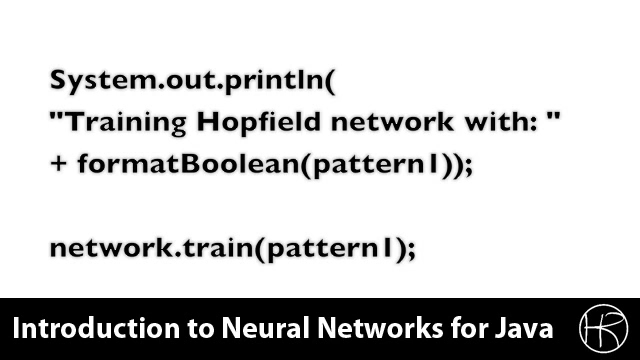 System.out.println(
"Training Hopfield network with: "
+ formatBoolean(pattern1));
network.train(pattern1);
Introduction to Neural Networks for Java